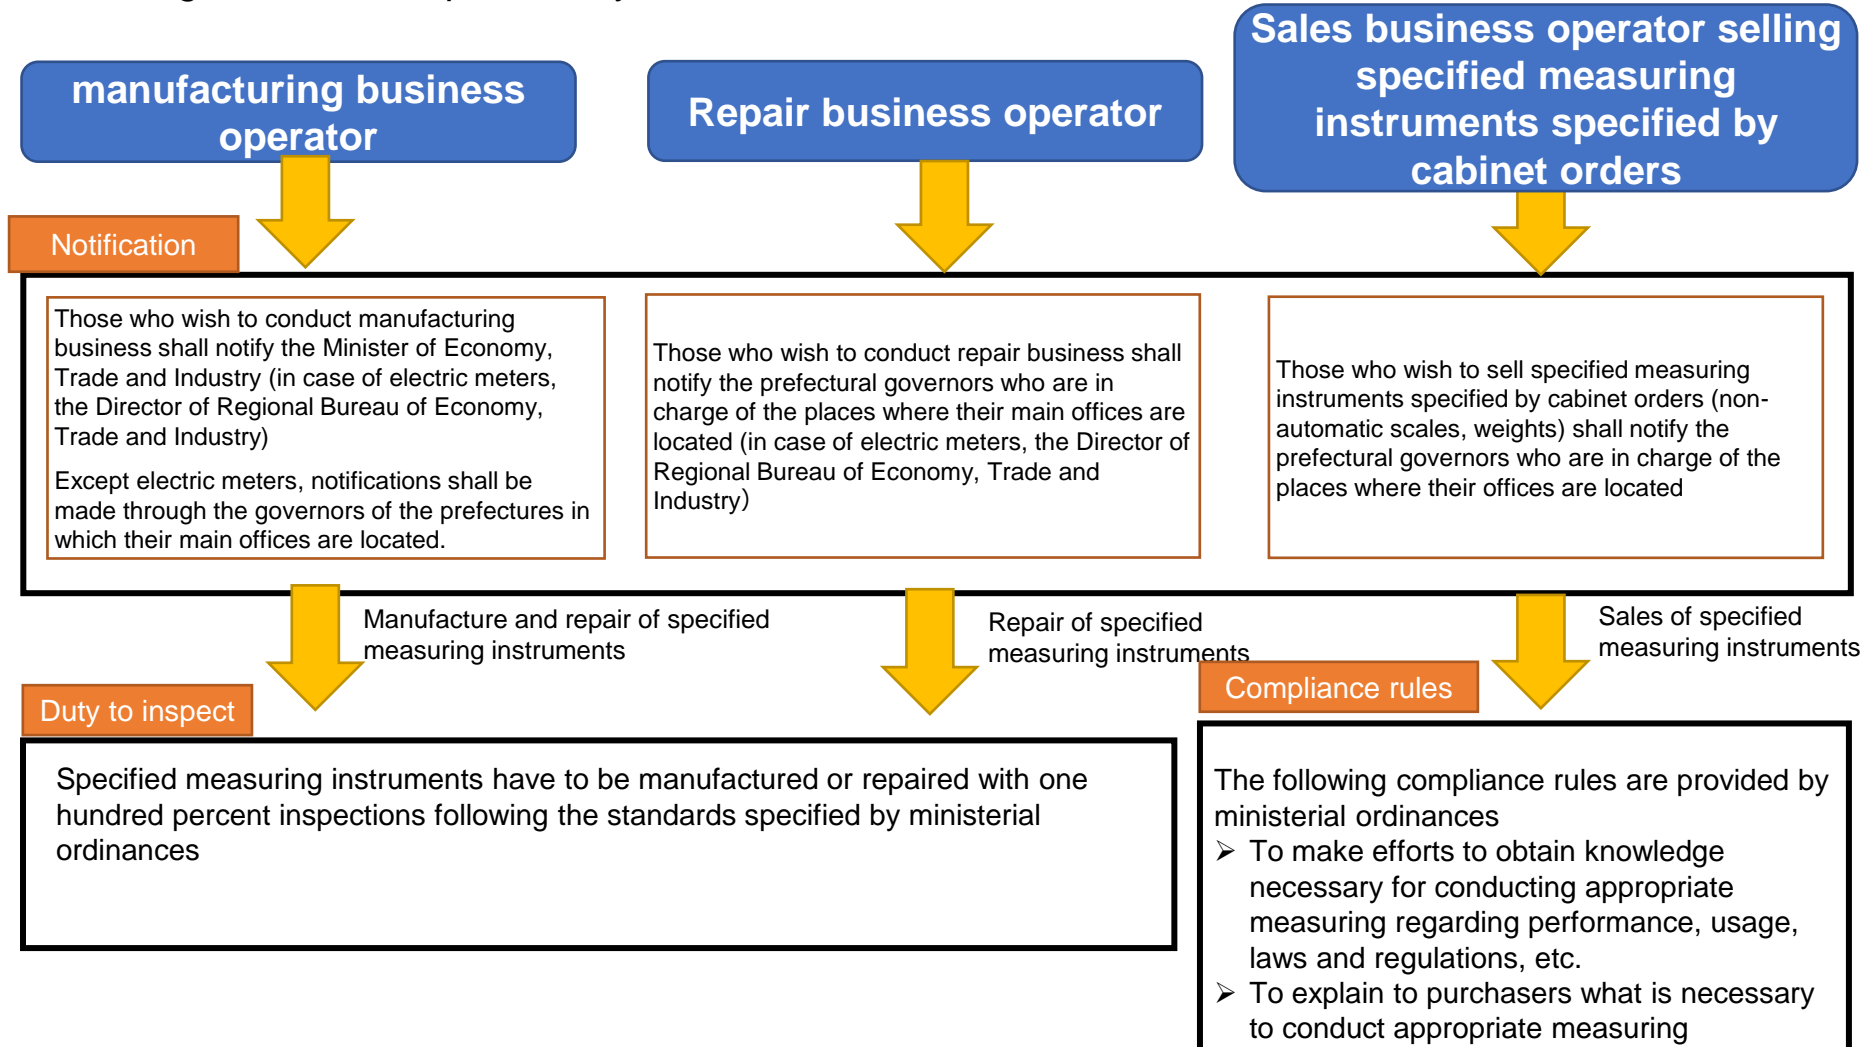 manufacturing business
operator
Repair business operator
Sales business operator selling
specified measuring
instruments specified by
cabinet orders
Notification
Those who wish to conduct manufacturing
business shall notify the Minister of Economy,
Trade and Industry (in case of electric meters,
the Director of Regional Bureau of Economy,
Trade and Industry)
Except electric meters, notifications shall be
made through the governors of the prefectures in
which their main offices are located.
Those who wish to conduct repair business shall
notify the prefectural governors who are in
charge of the places where their main offices are
located (in case of electric meters, the Director of
Regional Bureau of Economy, Trade and
Industry）
Those who wish to sell specified measuring
instruments specified by cabinet orders (non-
automatic scales, weights) shall notify the
prefectural governors who are in charge of the
places where their offices are located
Manufacture and repair of specified
measuring instruments
Repair of specified
measuring instruments
Sales of specified
measuring instruments
Duty to inspect
Specified measuring instruments have to be manufactured or repaired with one
hundred percent inspections following the standards specified by ministerial
ordinances
Compliance rules
The following compliance rules are provided by
ministerial ordinances
➢ To make efforts to obtain knowledge
necessary for conducting appropriate
measuring regarding performance, usage,
laws and regulations, etc.
➢ To explain to purchasers what is necessary
to conduct appropriate measuring